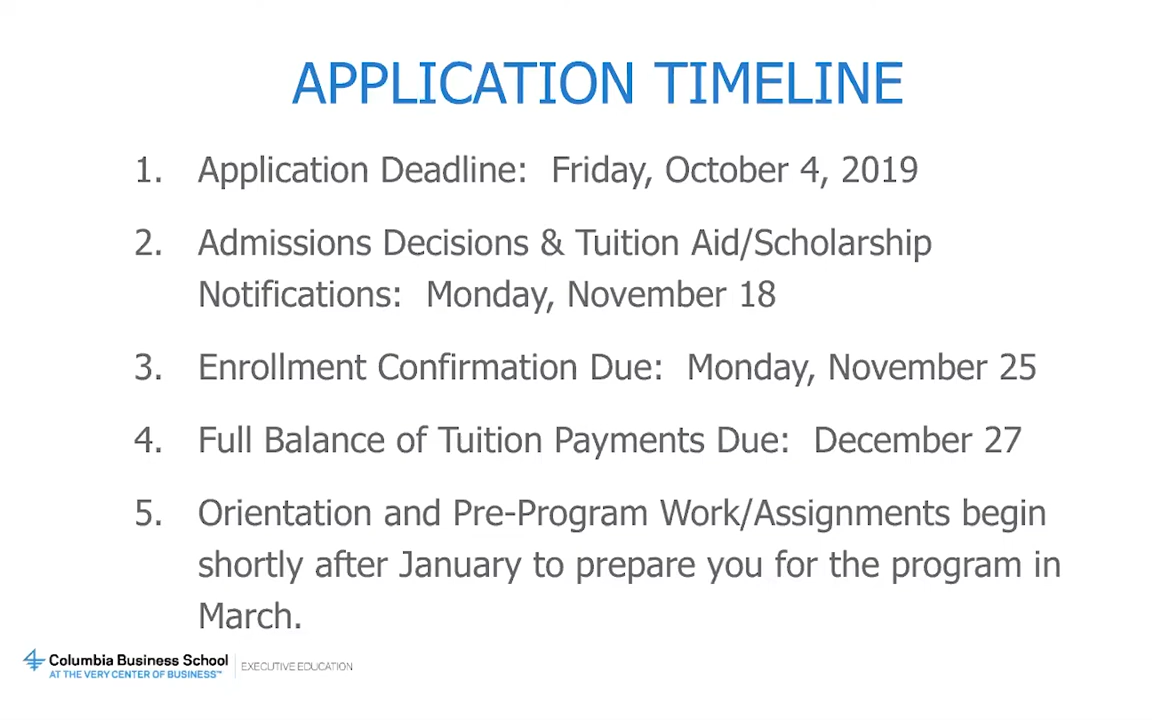 APPLICATION TIMELINE
1. Application Deadline: Friday, October 4, 2019
2. Admissions Decisions & Tuition Aid/Scholarship
Notifications: Monday, November 18
3. Enrollment Confirmation Due: Monday, November 25
4. Full Balance of Tuition Payments Due: December 27
5. Orientation and Pre-Program Work/Assignments begin
shortly after January to prepare you for the program in
March.
Columbia Business School
AT THE VERY CENTER OF BUSINESS™
EXECUTIVE EDUCATION